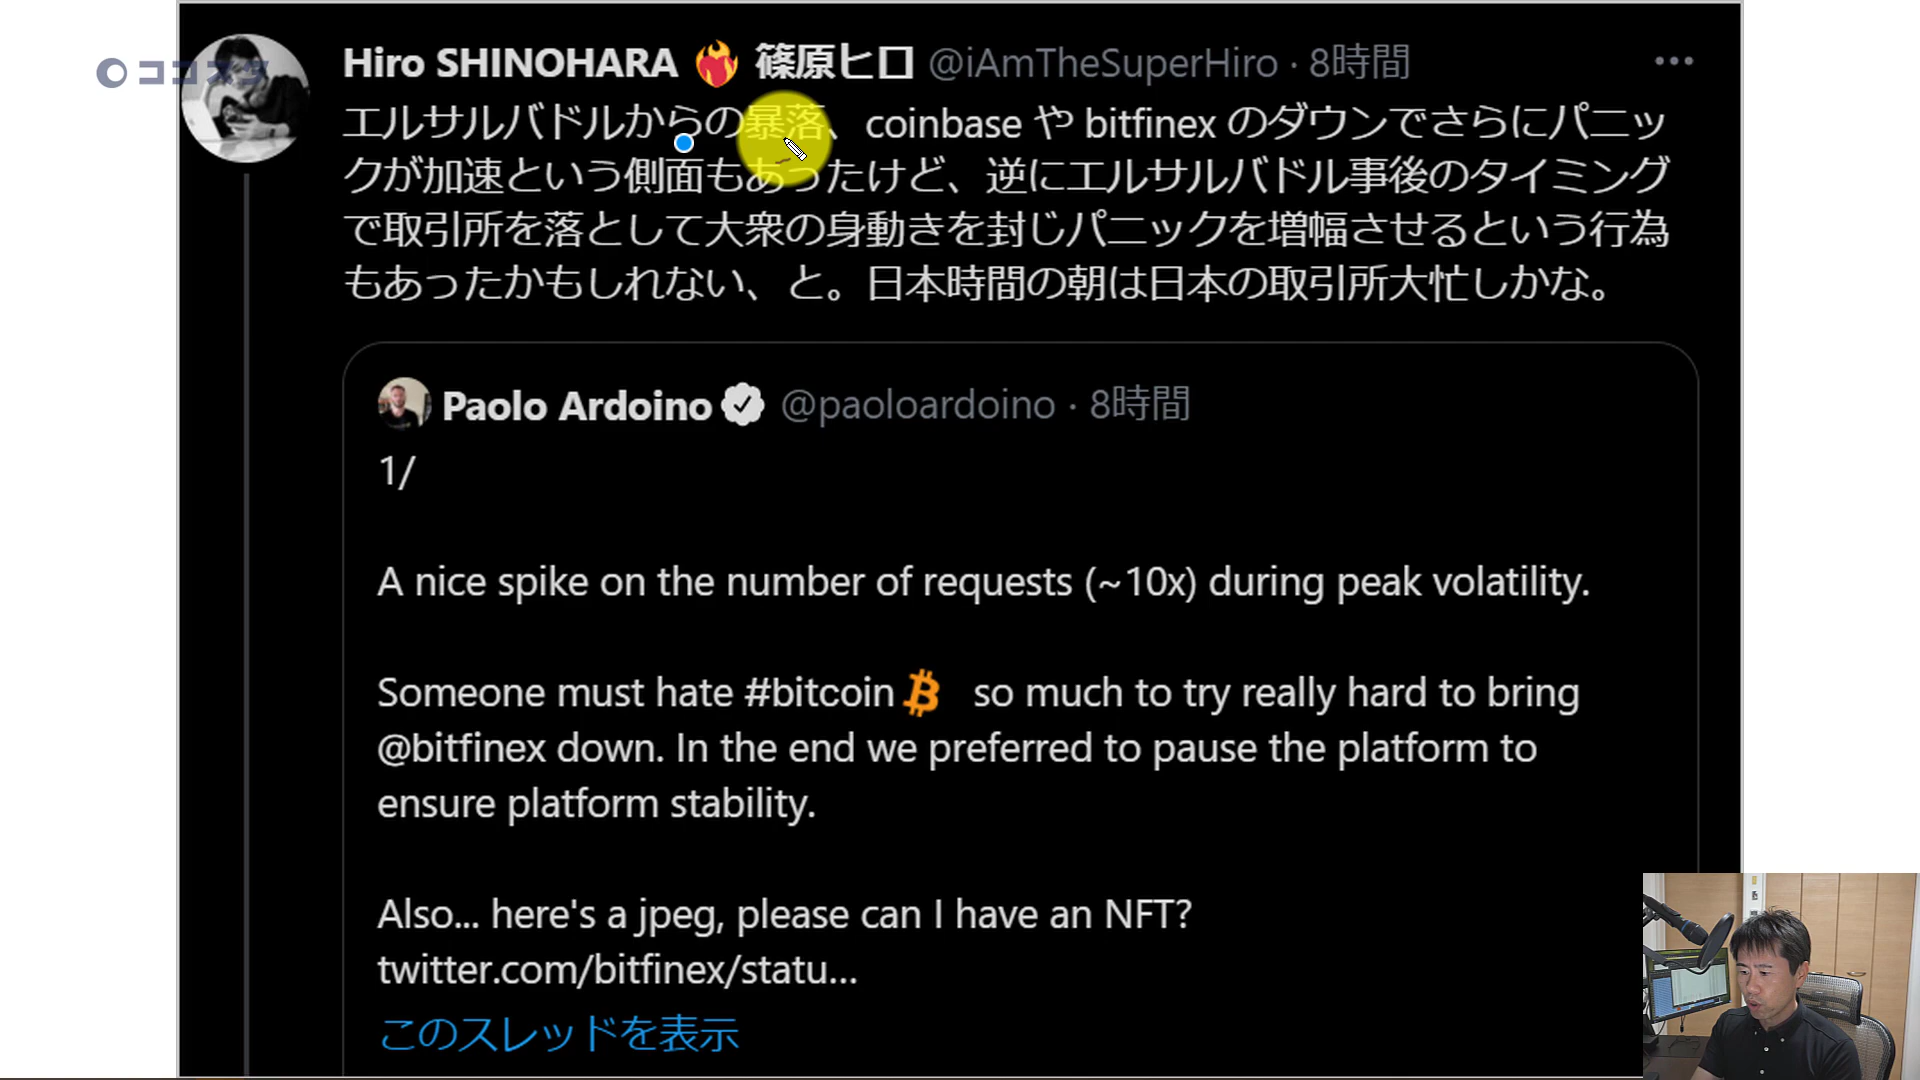 ココスタ
Hiro SHINOHARA ❤️‍🔥 篠原ヒロ @iAmTheSuperHiro · 8時間
エルサルバドルからの暴落、coinbase や bitfinex のダウンでさらにパニッ
クが加速という側面もあったけど、逆にエルサルバドル事後のタイミング
で取引所を落として大衆の身動きを封じパニックを増幅させるという行為
もあったかもしれない、と。日本時間の朝は日本の取引所大忙しかな。
Paolo Ardoino @paoloardoino · 8時間
1/
A nice spike on the number of requests (~10x) during peak volatility.
Someone must hate #bitcoin so much to try really hard to bring
@bitfinex down. In the end we preferred to pause the platform to
ensure platform stability.
Also... here's a jpeg, please can I have an NFT?
twitter.com/bitfinex/statu...
このスレッドを表示